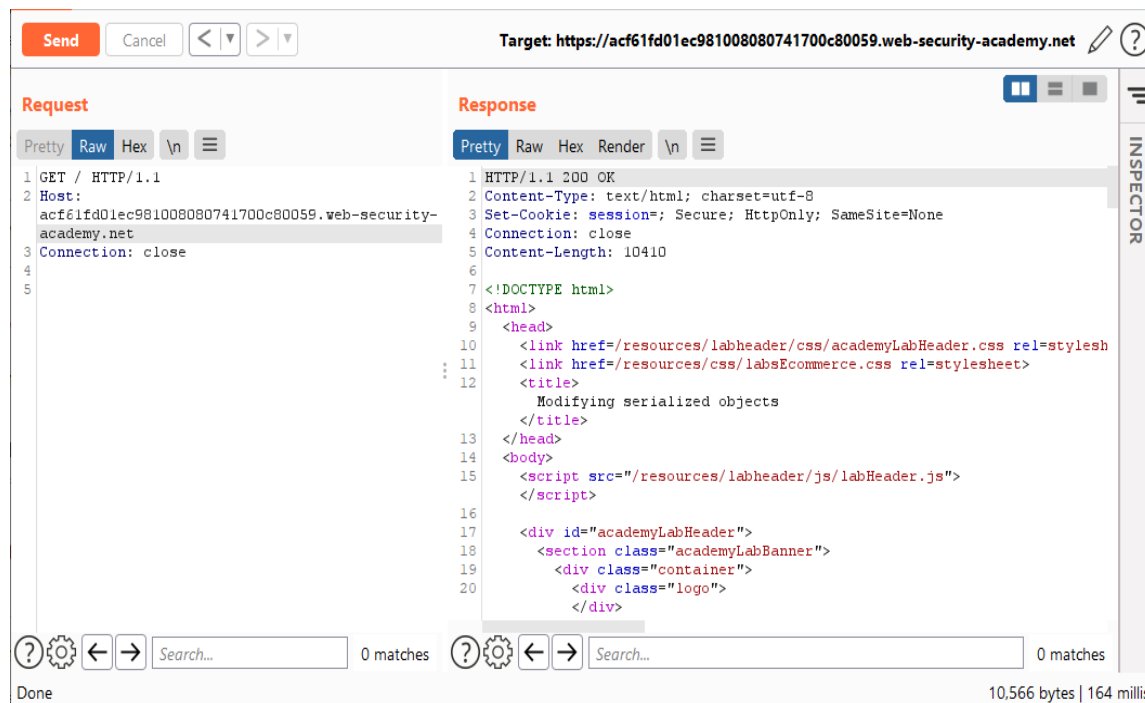 Send Cancel < ▼ > ▼ Target: https://acf61fd01ec981008080741700c80059.web-security-academy.net ?
Request
Pretty Raw Hex \n
1 GET / HTTP/1.1
2 Host:
acf61fd01ec981008080741700c80059.web-security-
academy.net
3 Connection: close
4
5
? Search... 0 matches
Response
Pretty Raw Hex Render \n
1 HTTP/1.1 200 OK
2 Content-Type: text/html; charset=utf-8
3 Set-Cookie: session=; Secure; HttpOnly; SameSite=None
4 Connection: close
5 Content-Length: 10410
6
7 <!DOCTYPE html>
8 <html>
9 <head>
10 <link href=/resources/labheader/css/academyLabHeader.css rel=stylesh
11 <link href=/resources/css/labsEcommerce.css rel=stylesheet>
12 <title>
Modifying serialized objects
</title>
13 </head>
14 <body>
15 <script src="/resources/labheader/js/labHeader.js">
</script>
16
17 <div id="academyLabHeader">
18 <section class="academyLabBanner">
19 <div class="container">
20 <div class="logo">
</div>
? Search... 0 matches
INSPECTOR
Done 10,566 bytes | 164 millis